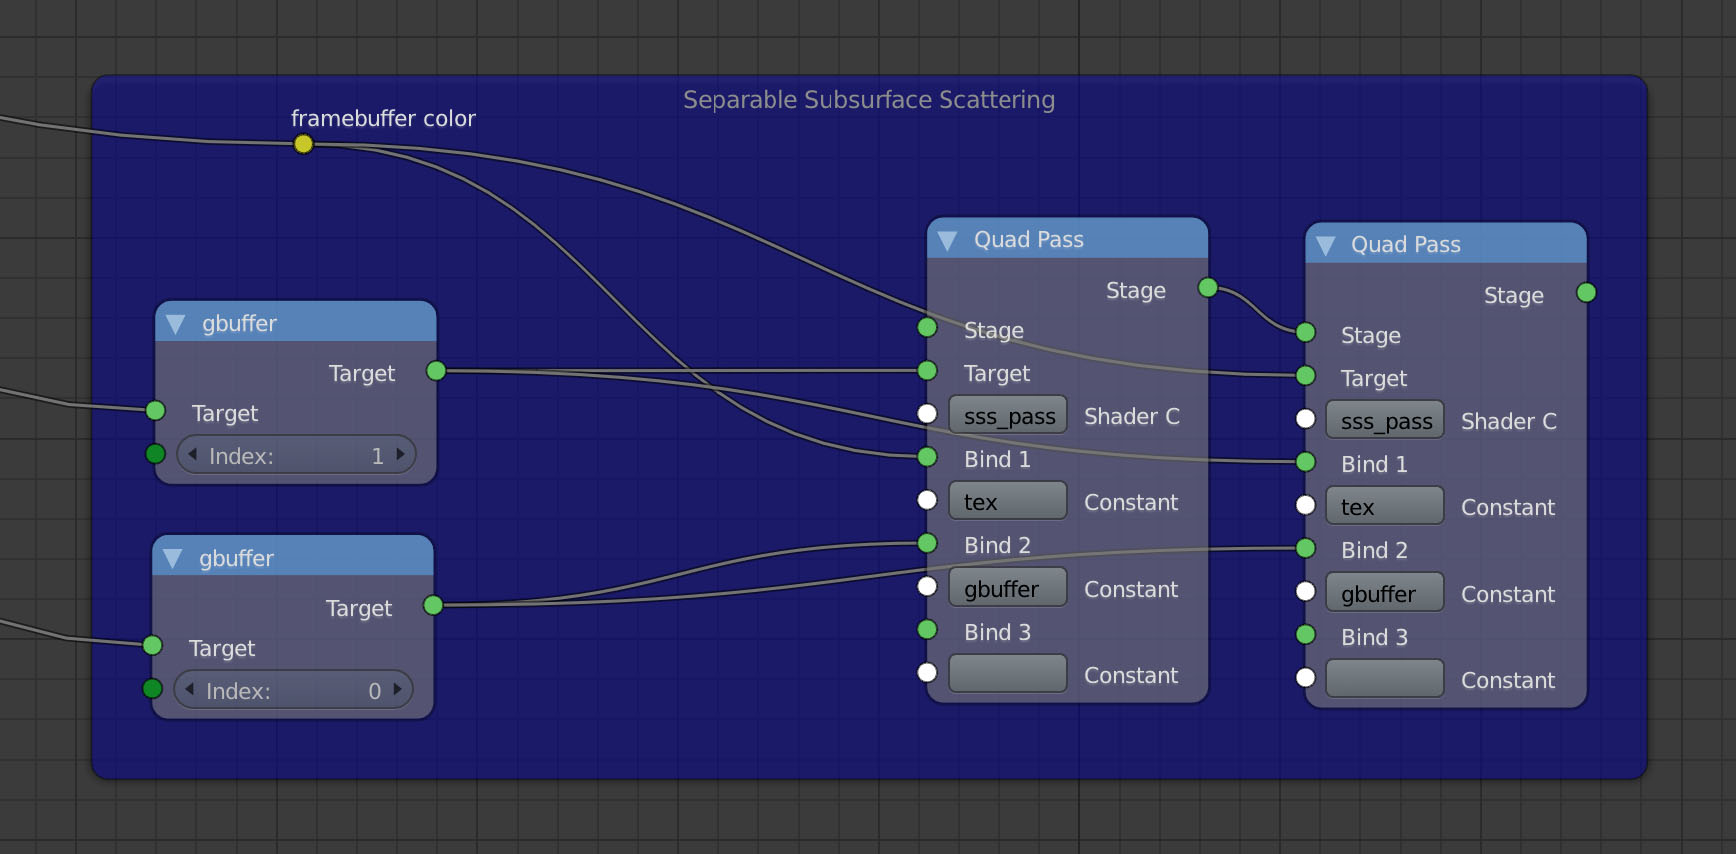 Separable Subsurface Scattering
framebuffer color
gbuffer
Target
Target
Index: 1
gbuffer
Target
Target
Index: 0
Quad Pass
Stage
Stage
Target
sss_pass Shader C
Bind 1
tex Constant
Bind 2
gbuffer Constant
Bind 3
Constant
Quad Pass
Stage
Stage
Target
sss_pass Shader C
Bind 1
tex Constant
Bind 2
gbuffer Constant
Bind 3
Constant